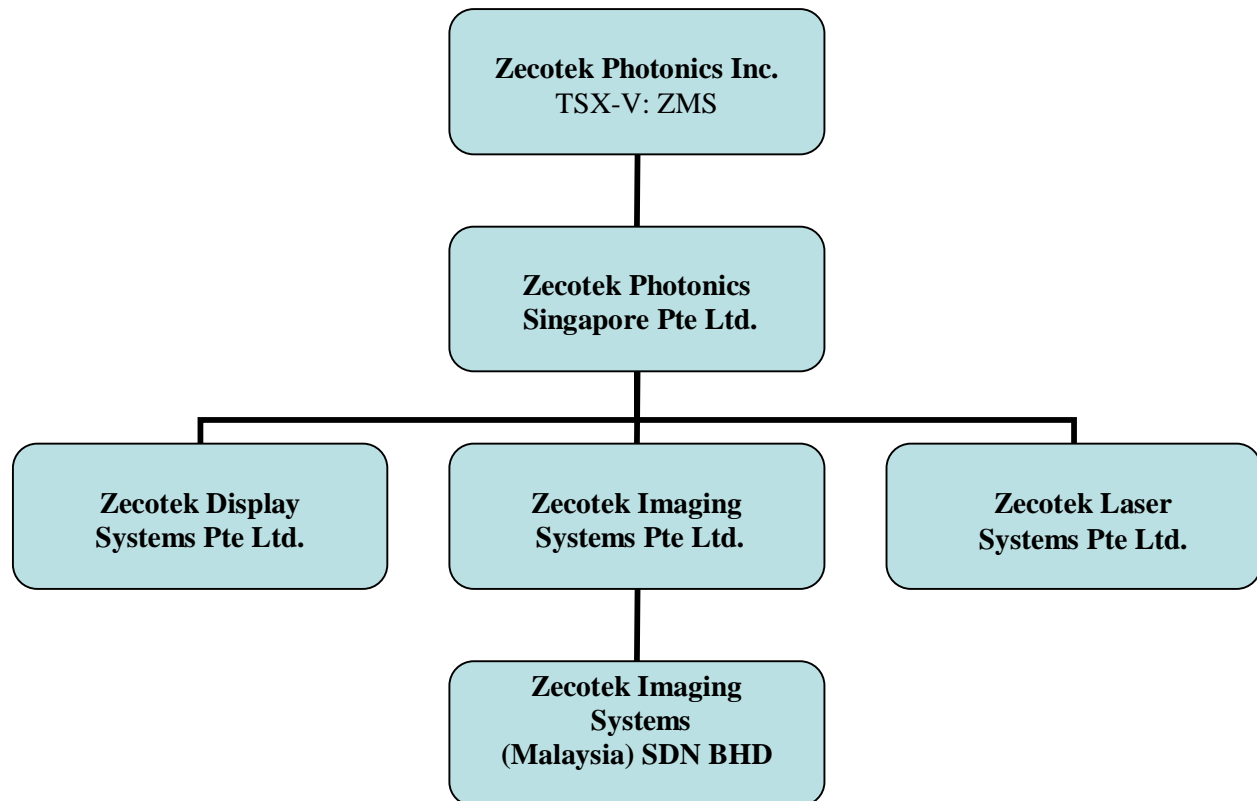 Zecotek Photonics Inc.
TSX-V: ZMS
Zecotek Photonics
Singapore Pte Ltd.
Zecotek Display
Systems Pte Ltd.
Zecotek Imaging
Systems Pte Ltd.
Zecotek Laser
Systems Pte Ltd.
Zecotek Imaging
Systems
(Malaysia) SDN BHD